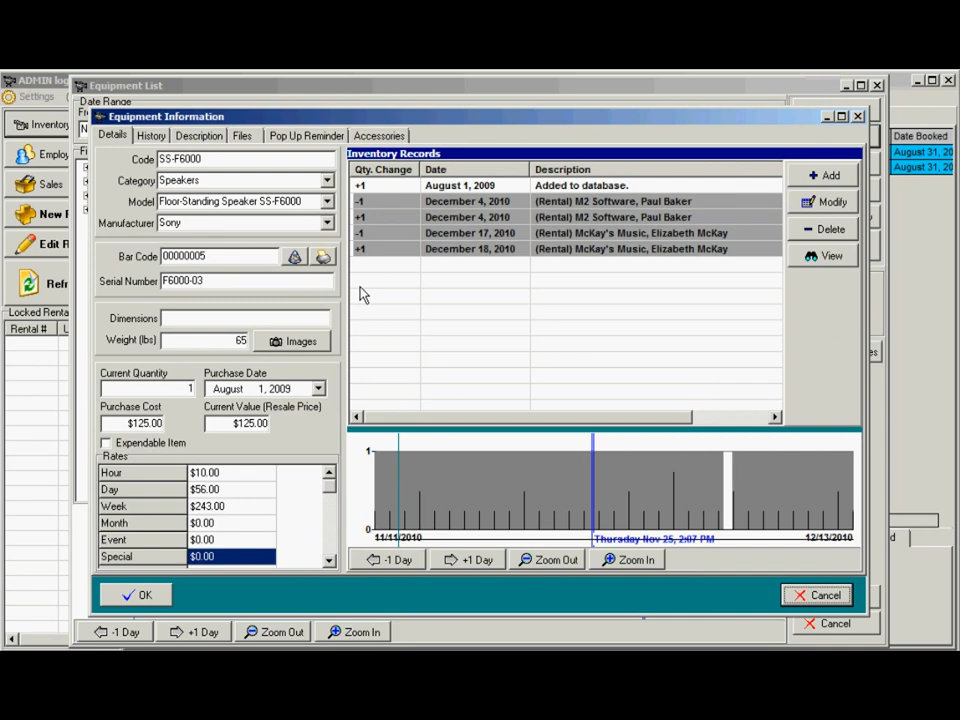 ADMIN log
Equipment List
Settings
Date Range
Equipment Information
Inventory
Details
History
Description
Files
Pop Up Reminder
Accessories
Date Booked
Employ
Code SS-F6000
Inventory Records
August 31, 20
Category Speakers
Qty. Change Date Description
Add
August 31, 20
Sales
Model Floor-Standing Speaker SS-F6000
+1 August 1, 2009 Added to database.
Modify
New R
Manufacturer Sony
-1 December 4, 2010 (Rental) M2 Software, Paul Baker
+1 December 4, 2010 (Rental) M2 Software, Paul Baker
Delete
Edit R
Bar Code 00000005
-1 December 17, 2010 (Rental) McKay's Music, Elizabeth McKay
+1 December 18, 2010 (Rental) McKay's Music, Elizabeth McKay
View
Refr
Serial Number F6000-03
Locked Renta
Dimensions
Rental #
Weight (lbs) 65
Images
Current Quantity Purchase Date
1 August 1, 2009
Purchase Cost Current Value (Resale Price)
$125.00 $125.00
Expendable Item
Rates
Hour $10.00
Day $56.00
Week $243.00
Month $0.00
Event $0.00
Special $0.00
1
0
11/11/2010
Thursday Nov 25, 2:07 PM
12/13/2010
-1 Day
+1 Day
Zoom Out
Zoom In
OK
Cancel
-1 Day
+1 Day
Zoom Out
Zoom In
Cancel